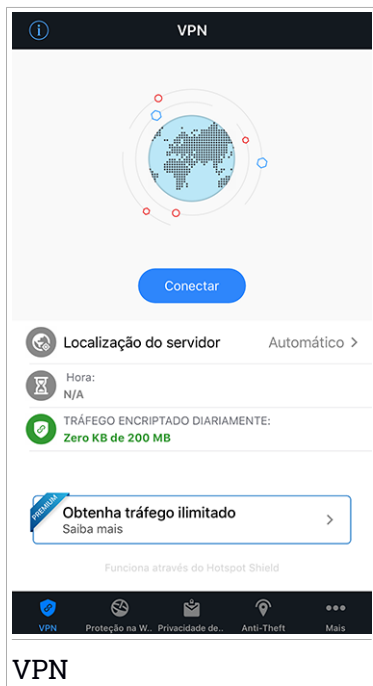 VPN
Conectar
Localização do servidor Automático >
Hora:
N/A
TRÁFEGO ENCRIPTADO DIARIAMENTE:
Zero KB de 200 MB
PREMIUM
Obtenha tráfego ilimitado
Saiba mais
Funciona através do Hotspot Shield
VPN Proteção na W... Privacidade de... Anti-Theft Mais
VPN